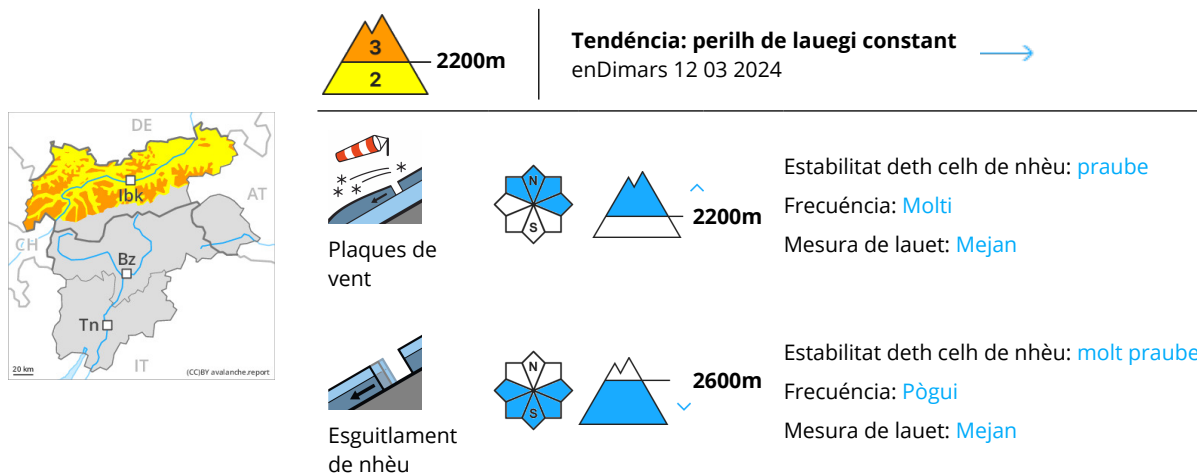 3
2
2200m
Tendéncia: perilh de lauegi constant
enDimars 12 03 2024
DE
AT
CH
IT
Ibk
Bz
Tn
20 km
(CC)BY avalanche.report
Plaques de
vent
N
S
2200m
Estabilitat deth celh de nhèu: praube
Frecuéncia: Molti
Mesura de lauet: Mejan
Esguitlament
de nhèu
N
S
2600m
Estabilitat deth celh de nhèu: molt praube
Frecuéncia: Pògui
Mesura de lauet: Mejan